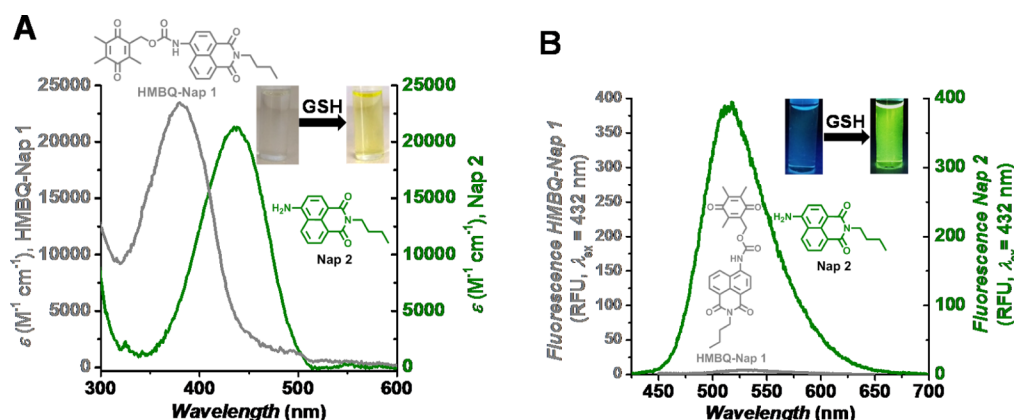 A
HMBQ-Nap 1
ε (M⁻¹ cm⁻¹), HMBQ-Nap 1
25000
20000
15000
10000
5000
0
GSH
H₂N
O
N
O
Nap 2
25000
20000
15000
10000
5000
0
ε (M⁻¹ cm⁻¹), Nap 2
300
400
500
600
Wavelength (nm)
O
O
O
O
N
H
O
N
O
B
Fluorescence HMBQ-Nap 1
(RFU, λex = 432 nm)
400
350
300
250
200
150
100
50
0
GSH
O
O
O
O
HN
O
N
O
HMBQ-Nap 1
H₂N
O
N
O
Nap 2
400
300
200
100
0
Fluorescence Nap 2
(RFU, λex = 432 nm)
450
500
550
600
650
700
Wavelength (nm)